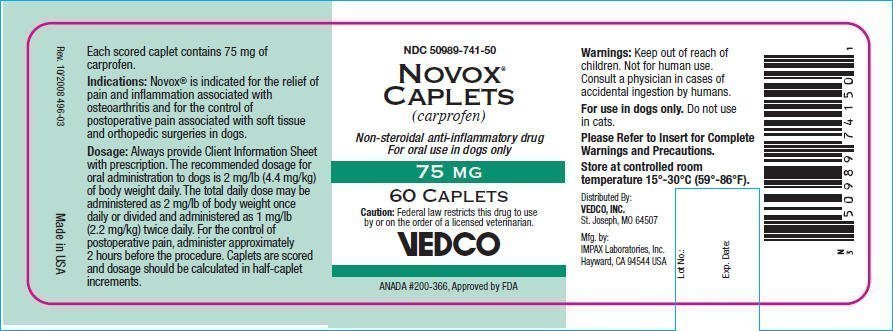 Rev. 10/2008 496-03
Made in USA
Each scored caplet contains 75 mg of
carprofen.
Indications: Novox® is indicated for the relief of
pain and inflammation associated with
osteoarthritis and for the control of
postoperative pain associated with soft tissue
and orthopedic surgeries in dogs.
Dosage: Always provide Client Information Sheet
with prescription. The recommended dosage for
oral administration to dogs is 2 mg/lb (4.4 mg/kg)
of body weight daily. The total daily dose may be
administered as 2 mg/lb of body weight once
daily or divided and administered as 1 mg/lb
(2.2 mg/kg) twice daily. For the control of
postoperative pain, administer approximately
2 hours before the procedure. Caplets are scored
and dosage should be calculated in half-caplet
increments.
NDC 50989-741-50
NOVOX®
CAPLETS
(carprofen)
Non-steroidal anti-inflammatory drug
For oral use in dogs only
75 MG
60 CAPLETS
Caution: Federal law restricts this drug to use
by or on the order of a licensed veterinarian.
VEDCO
ANADA #200-366, Approved by FDA
Warnings: Keep out of reach of
children. Not for human use.
Consult a physician in cases of
accidental ingestion by humans.
For use in dogs only. Do not use
in cats.
Please Refer to Insert for Complete
Warnings and Precautions.
Store at controlled room
temperature 15°-30°C (59°-86°F).
Distributed By:
VEDCO, INC.
St. Joseph, MO 64507
Mfg. by:
IMPAX Laboratories, Inc.
Hayward, CA 94544 USA
Lot No.:
Exp. Date:
N3 50989 74150 1